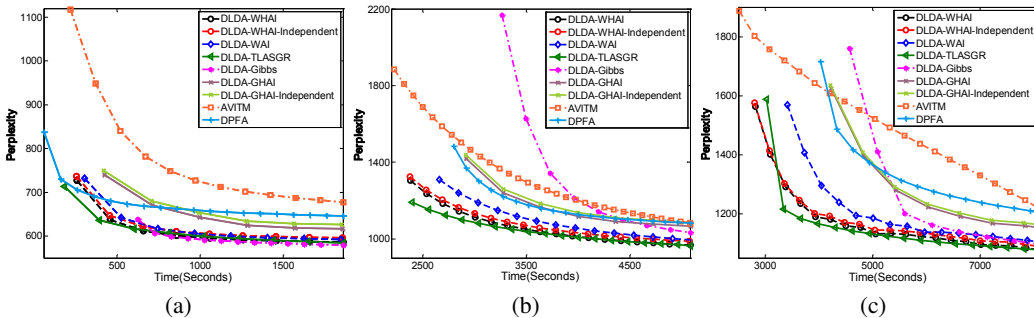 1100
1000
900
800
700
600
500
1000
1500
Perplexity
Time(Seconds)
DLDA-WHAI
DLDA-WHAI-Independent
DLDA-WAI
DLDA-TLASGR
DLDA-Gibbs
DLDA-GHAI
DLDA-GHAI-Independent
AVITM
DPFA
(a)
2200
1800
1400
1000
2500
3500
4500
Perplexity
Time(Seconds)
DLDA-WHAI
DLDA-WHAI-Independent
DLDA-WAI
DLDA-TLASGR
DLDA-Gibbs
DLDA-GHAI
DLDA-GHAI-Independent
AVITM
DPFA
(b)
1800
1600
1400
1200
3000
5000
7000
Perplexity
Time(Seconds)
DLDA-WHAI
DLDA-WHAI-Independent
DLDA-WAI
DLDA-TLASGR
DLDA-Gibbs
DLDA-GHAI
DLDA-GHAI-Independent
AVITM
DPFA
(c)